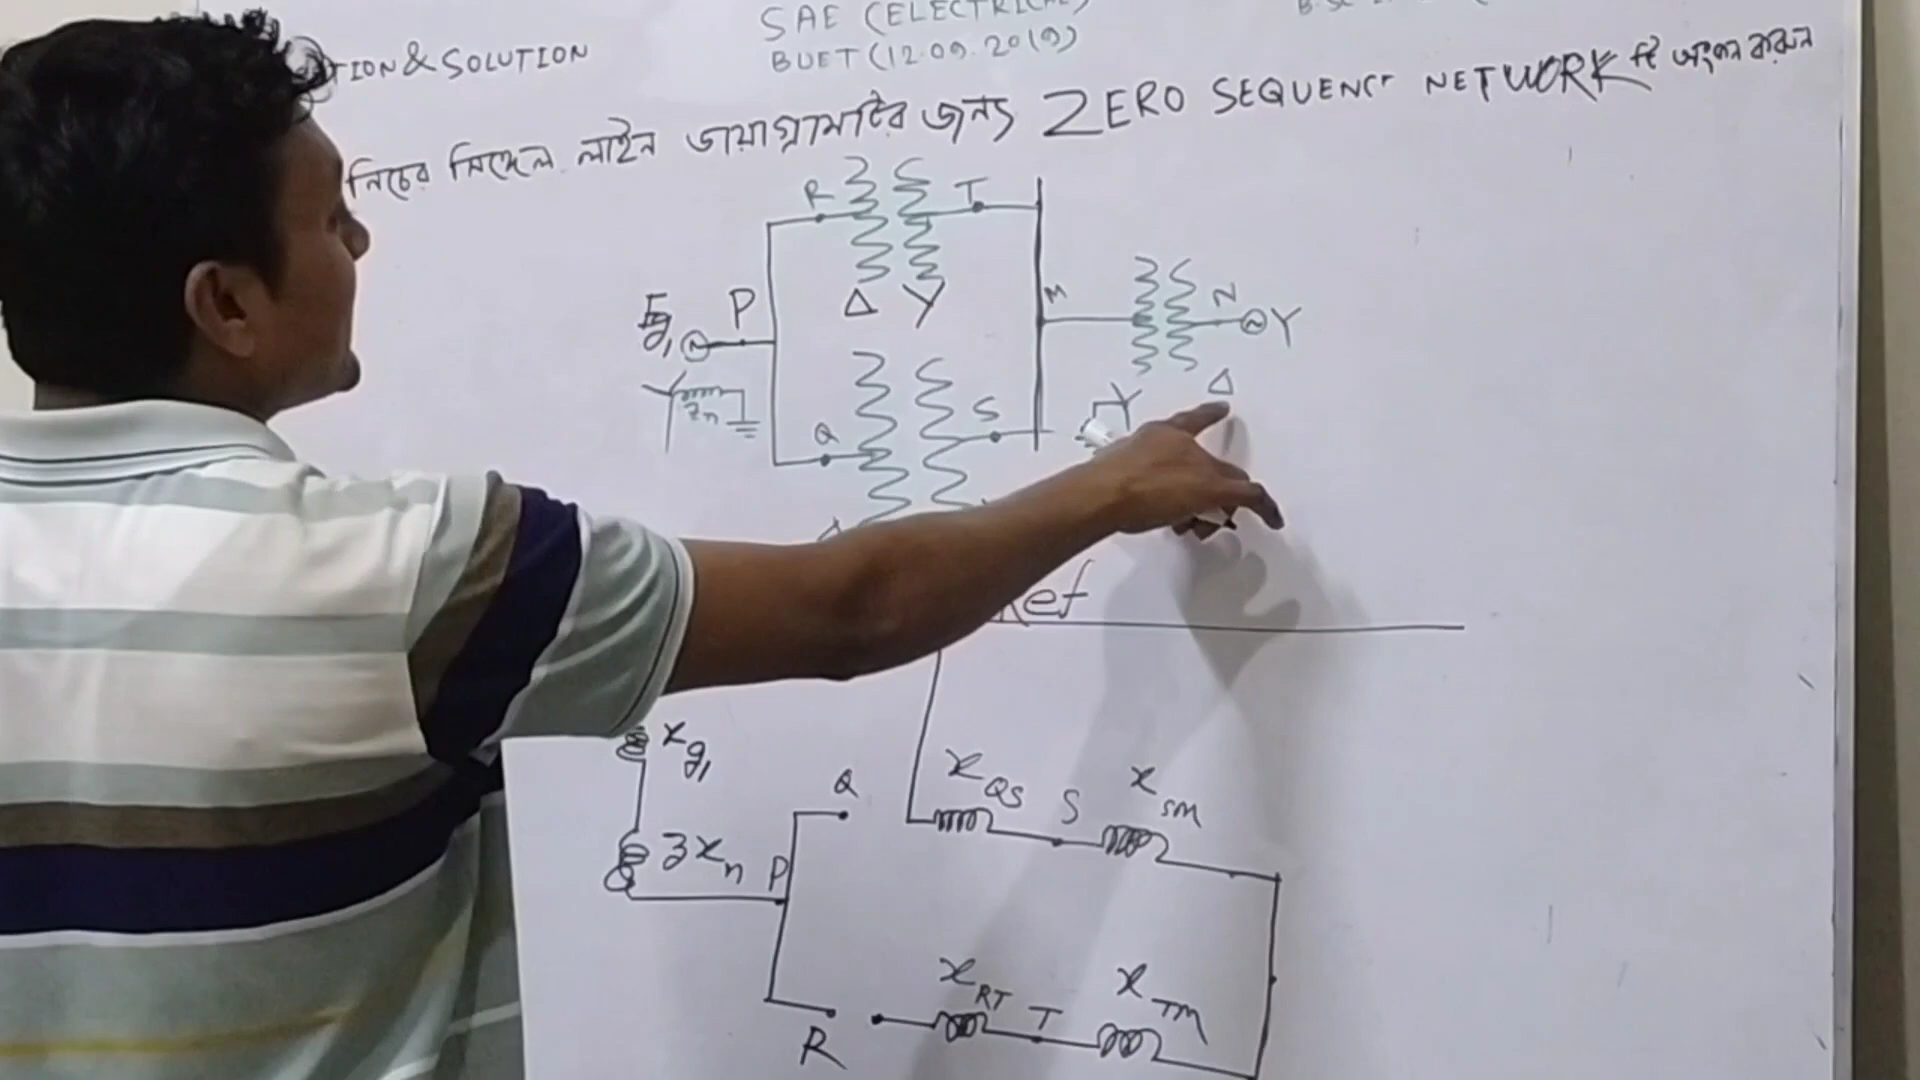 SAE (ELECTRICAL)
TION & SOLUTION
BUET (12.09.2019)
নিচের সিঙ্গেল লাইন ডায়াগ্রামটির জন্য ZERO SEQUENCE NETWORK টি অংকন করুন
R
T
Δ Y
M
N
Y
Eg1
P
Y
Zn
Q
S
Y
Δ
Ref
xg1
3xn
P
Q
xQS
S
xSM
R
xRT
T
xTM